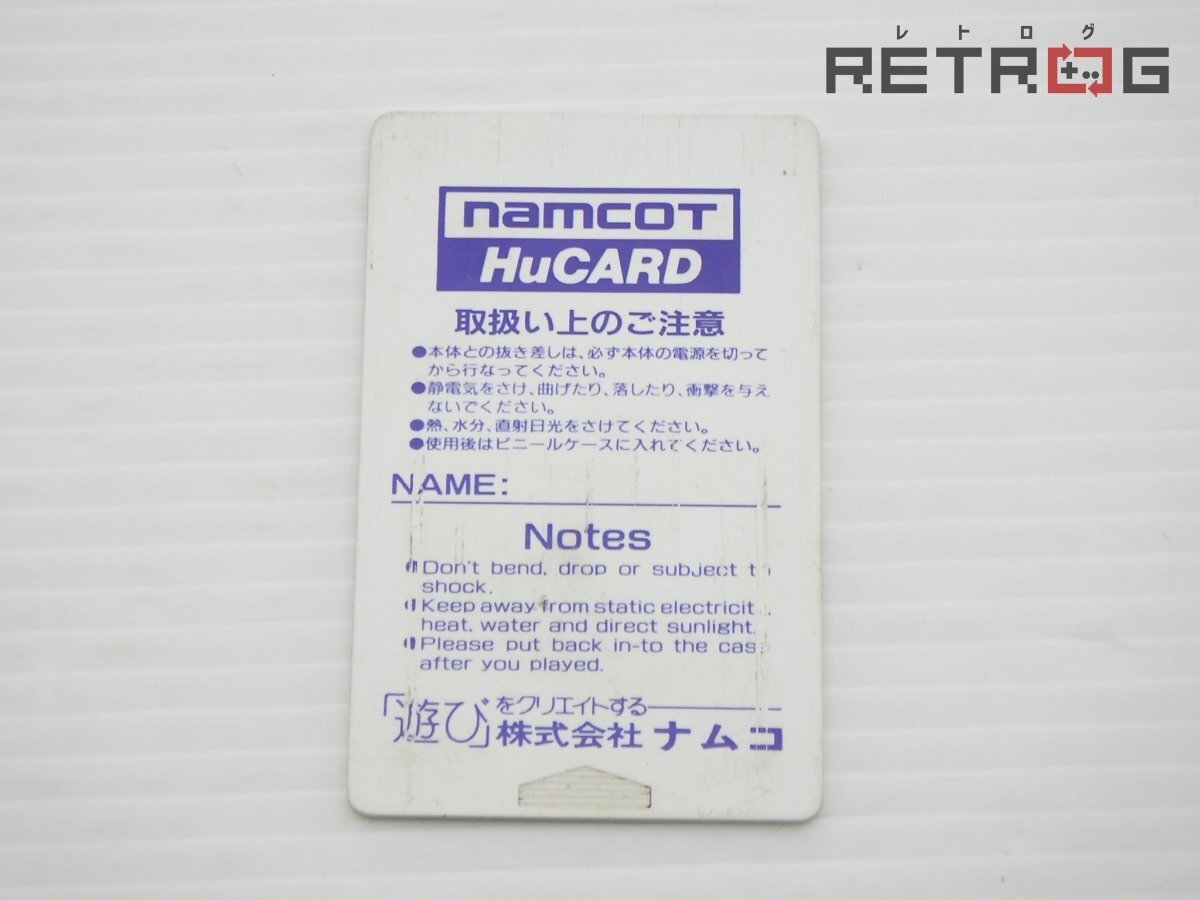 レトログ
RETROG
namcoT
HuCARD
取扱い上のご注意
●本体との抜き差しは、必ず本体の電源を切って
から行なってください。
●静電気をさけ、曲げたり、落したり、衝撃を与え
ないでください。
●熱、水分、直射日光をさけてください。
●使用後はビニールケースに入れてください。
NAME:
Notes
●Don't bend, drop or subject to
shock.
●Keep away from static electricit.
heat, water and direct sunlight.
●Please put back in-to the cas
after you played.
「遊び」をクリエイトする
株式会社ナムコ